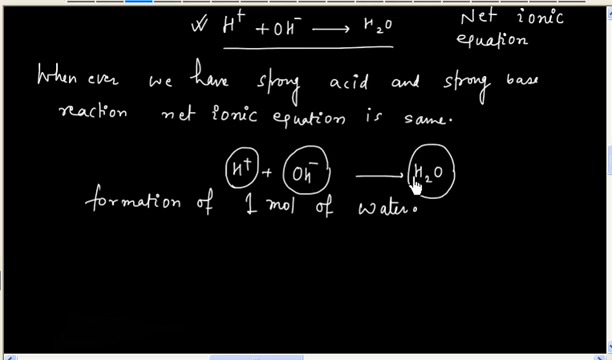 H⁺ + OH⁻ → H₂O Net ionic
equation
When ever we have strong acid and strong base
reaction net ionic equation is same.
H⁺ + OH⁻ → H₂O
formation of 1 mol of water.